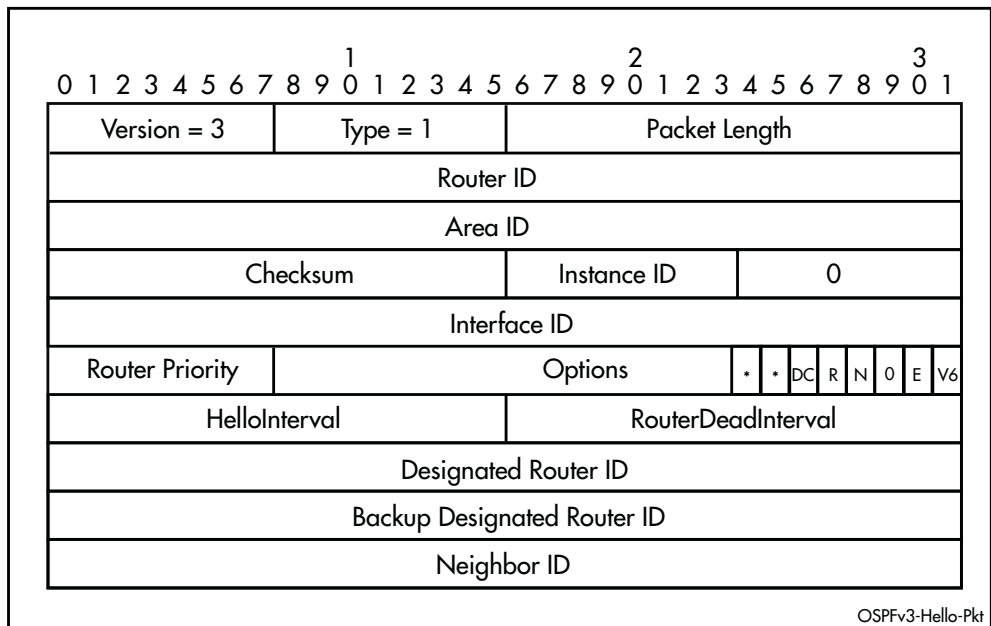 1 2 3
0 1 2 3 4 5 6 7 8 9 0 1 2 3 4 5 6 7 8 9 0 1 2 3 4 5 6 7 8 9 0 1
Version = 3 Type = 1 Packet Length
Router ID
Area ID
Checksum Instance ID 0
Interface ID
Router Priority Options * * DC R N 0 E V6
HelloInterval RouterDeadInterval
Designated Router ID
Backup Designated Router ID
Neighbor ID
OSPFv3-Hello-Pkt